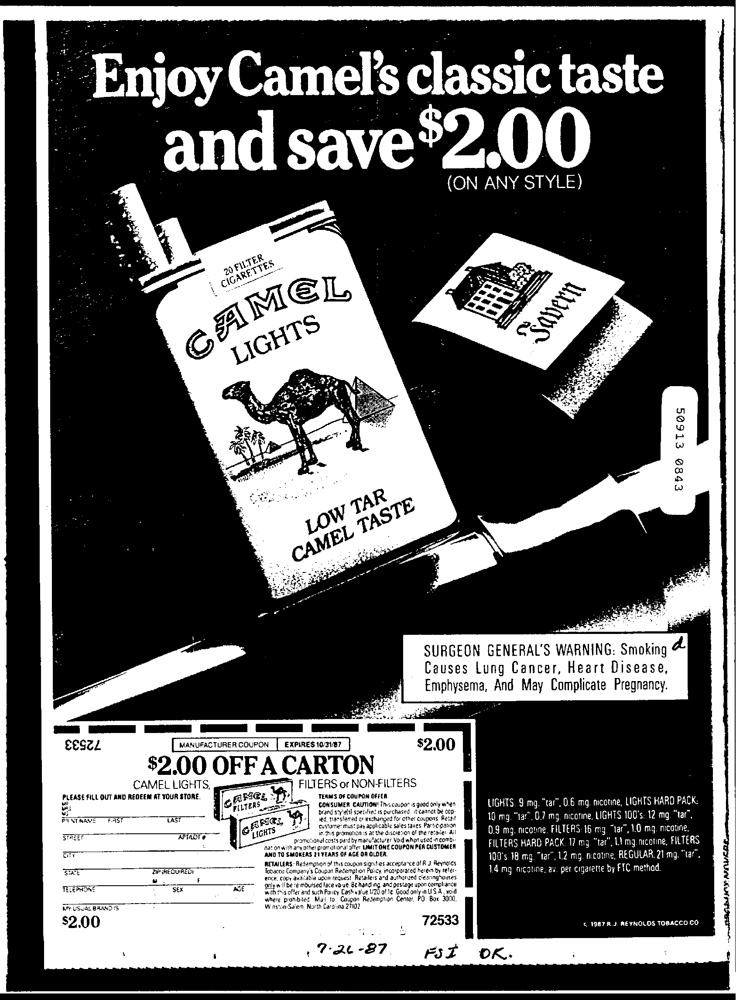 Enjoy Camel's classic taste
and save $2.00
(ON ANY STYLE)
20 FILTER
CIGARETTES
CAMEL
LIGHTS
LOW TAR
CAMEL TASTE
Tavern
50913 0843
SURGEON GENERAL'S WARNING: Smoking
Causes Lung Cancer, Heart Disease,
Emphysema, And May Complicate Pregnancy.
72533
MANUFACTURER COUPON
EXPIRES 10/31/87
$2.00
$2.00 OFF A CARTON
CAMEL LIGHTS,
FILTERS or NON-FILTERS
CAMEL
FILTERS
CAMEL
LIGHTS
PLEASE FILL OUT AND REDEEM AT YOUR STORE.
PRINT NAME FIRST LAST
STREET APT/LOT #
CITY
STATE ZIP (REQUIRED)
M F
TELEPHONE SEX AGE
MY USUAL BRAND IS
$2.00
TERMS OF COUPON OFFER
CONSUMER CAUTION! This coupon is good only when
brand style(s) specified is purchased. It cannot be cop-
ied, transferred or exchanged for other coupons. Retail
customer must pay applicable sales taxes. Participation
in this promotion is at the discretion of the retailer. All
promotional costs paid by manufacturer. Void when used in combi-
nation with any other promotional offer. LIMIT ONE COUPON PER CUSTOMER
AND TO SMOKERS 21 YEARS OF AGE OR OLDER.
RETAILERS: Redemption of this coupon signifies acceptance of R.J. Reynolds
Tobacco Company's Coupon Redemption Policy, incorporated herein by refer-
ence, copy available upon request. Retailers and authorized clearinghouses
only will be reimbursed face value, 8¢ handling, and postage upon compliance
with this offer and such Policy. Cash value 1/20 of 1¢. Good only in U.S.A., void
where prohibited. Mail to: Coupon Redemption Center, PO Box 3000,
Winston-Salem, North Carolina 27102
72533
LIGHTS: 9 mg. "tar", 0.6 mg. nicotine, LIGHTS HARD PACK:
10 mg. "tar", 0.7 mg. nicotine, LIGHTS 100's: 12 mg. "tar",
0.9 mg. nicotine, FILTERS: 16 mg. "tar", 1.0 mg. nicotine,
FILTERS HARD PACK: 17 mg. "tar", 1.1 mg. nicotine, FILTERS
100's: 18 mg. "tar", 1.2 mg. nicotine, REGULAR: 21 mg. "tar",
1.4 mg. nicotine, av. per cigarette by FTC method.
© 1987 R.J. REYNOLDS TOBACCO CO.
7-26-87 FSI OK.